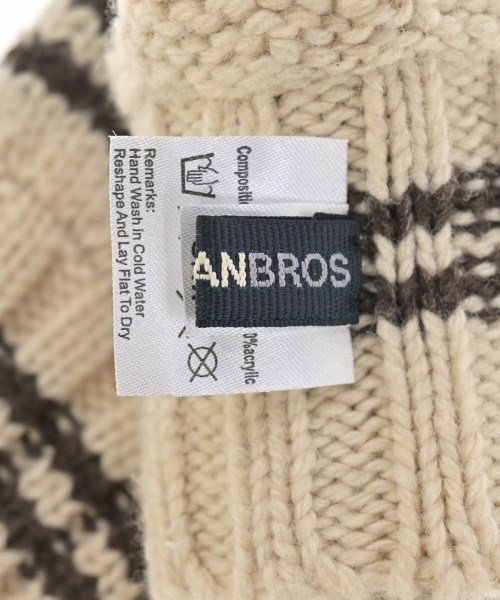 Compositi
0%acrylic
Remarks:
Hand Wash in Cold Water
Reshape And Lay Flat To Dry
ANBROS